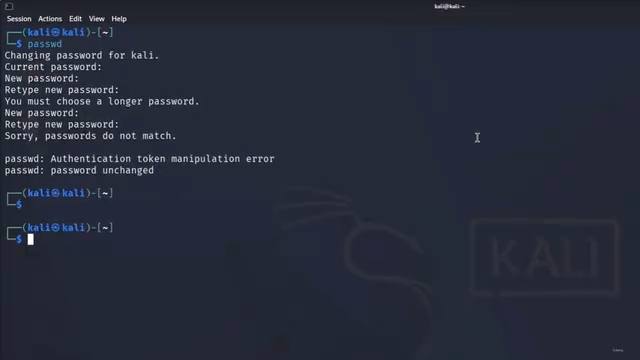 kali@kali
Session Actions Edit View Help
┌──(kali㉿kali)-[~]
└─$ passwd
Changing password for kali.
Current password:
New password:
Retype new password:
You must choose a longer password.
New password:
Retype new password:
Sorry, passwords do not match.
passwd: Authentication token manipulation error
passwd: password unchanged
┌──(kali㉿kali)-[~]
└─$
┌──(kali㉿kali)-[~]
└─$
KALI